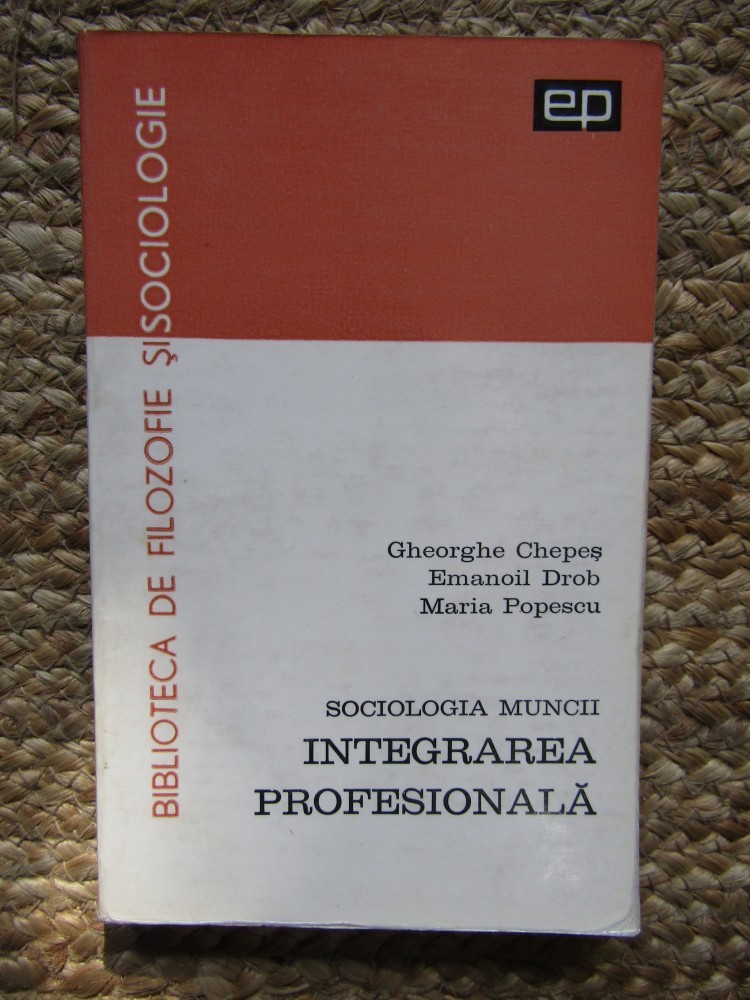 ep
BIBLIOTECA DE FILOZOFIE ŞI SOCIOLOGIE
Gheorghe Chepeş
Emanoil Drob
Maria Popescu
SOCIOLOGIA MUNCII
INTEGRAREA
PROFESIONALĂ